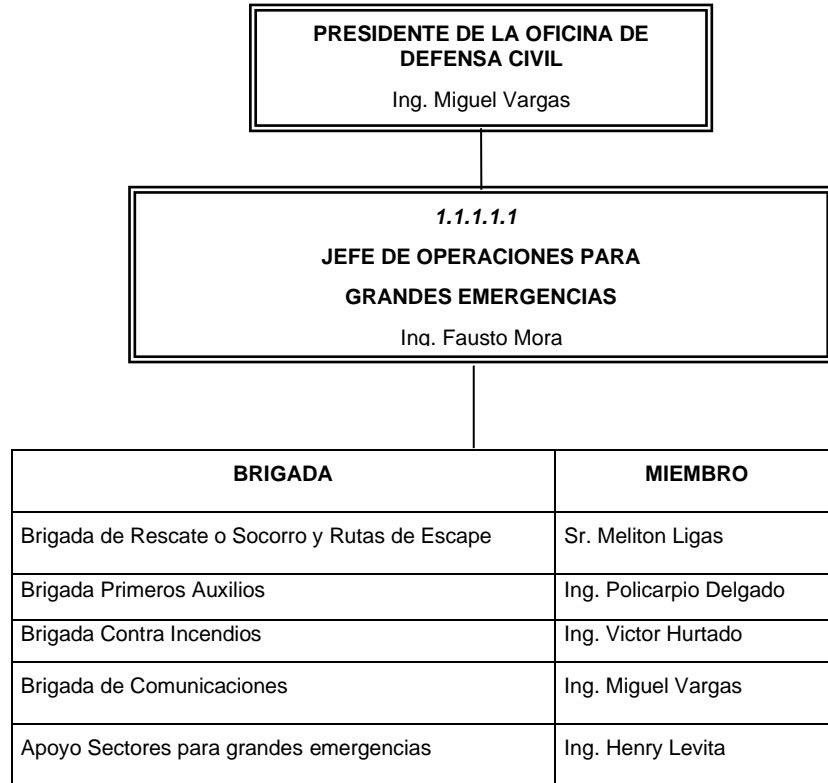 PRESIDENTE DE LA OFICINA DE
DEFENSA CIVIL
Ing. Miguel Vargas
1.1.1.1.1
JEFE DE OPERACIONES PARA
GRANDES EMERGENCIAS
Ing. Fausto Mora
BRIGADA MIEMBRO
Brigada de Rescate o Socorro y Rutas de Escape Sr. Meliton Ligas
Brigada Primeros Auxilios Ing. Policarpio Delgado
Brigada Contra Incendios Ing. Victor Hurtado
Brigada de Comunicaciones Ing. Miguel Vargas
Apoyo Sectores para grandes emergencias Ing. Henry Levita